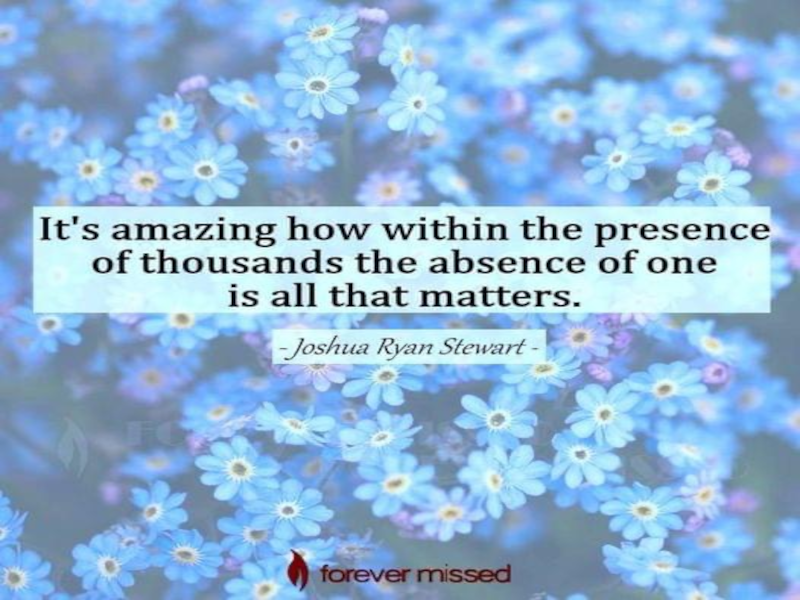 It's amazing how within the presence
of thousands the absence of one
is all that matters.
- Joshua Ryan Stewart -
forever missed